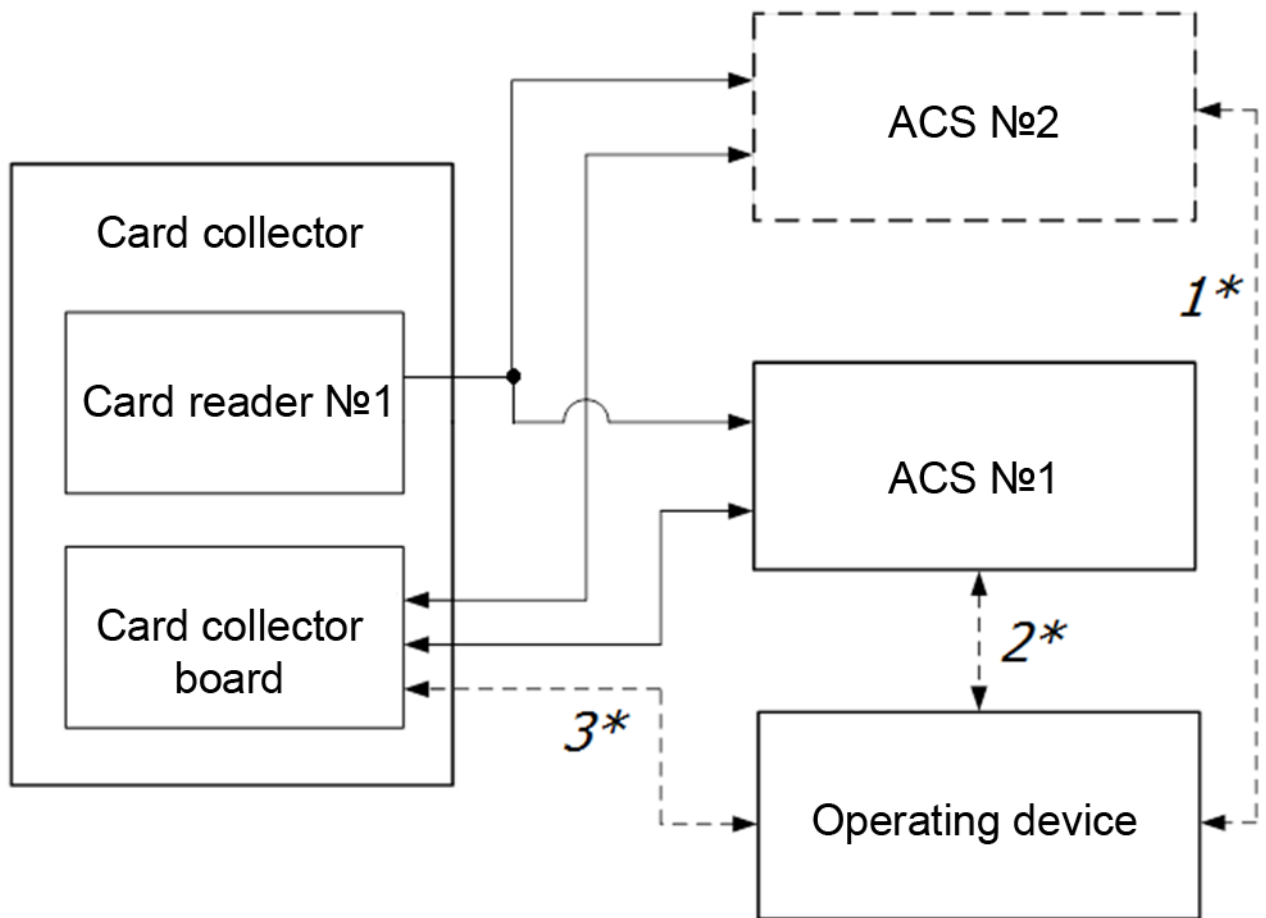 ACS №2
Card collector
1*
Card reader №1
ACS №1
Card collector
board
2*
3*
Operating device